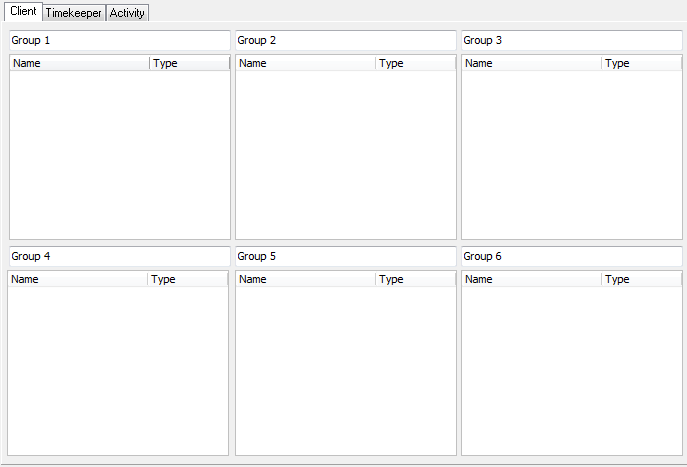 Client Timekeeper Activity
Group 1 Group 2 Group 3
Name Type Name Type Name Type
Group 4 Group 5 Group 6
Name Type Name Type Name Type